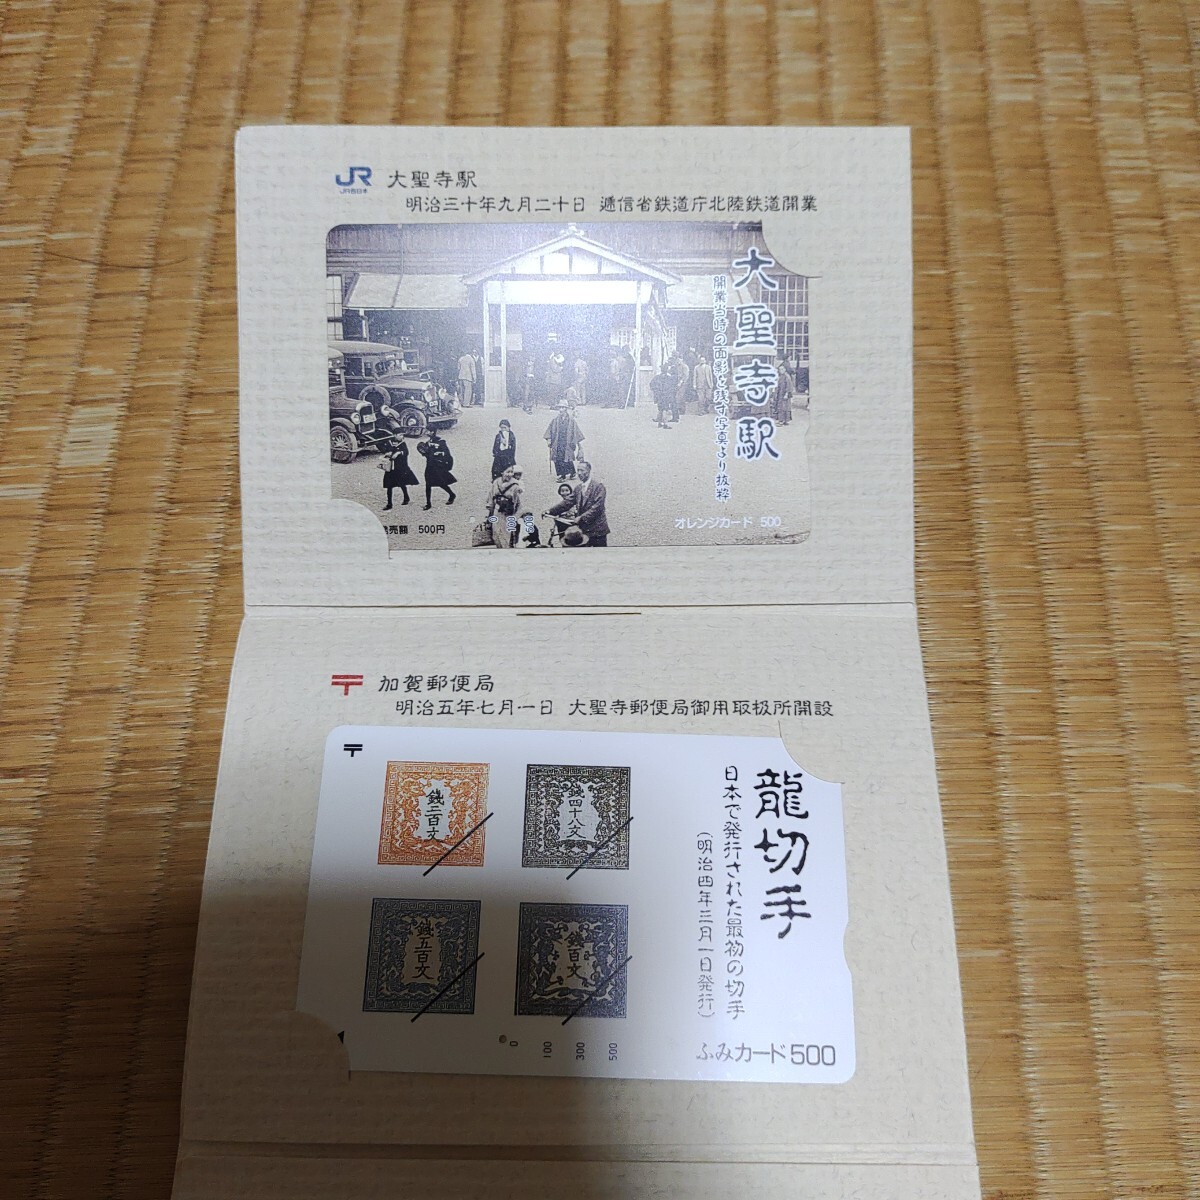 JR
JR西日本
大聖寺駅
明治三十年九月二十日 逓信省鉄道庁北陸鉄道開業
大聖寺駅
開業当時の面影を残す写真より抜粋
売額 500円
0
100
300
オレンジカード 500
〒 加賀郵便局
明治五年七月一日 大聖寺郵便局御用取扱所開設
〒
龍切手
日本で発行された最初の切手
(明治四年三月一日発行)
銭二百文
銭四十八文
銭五百文
銭百文
0
100
300
500
ふみカード500